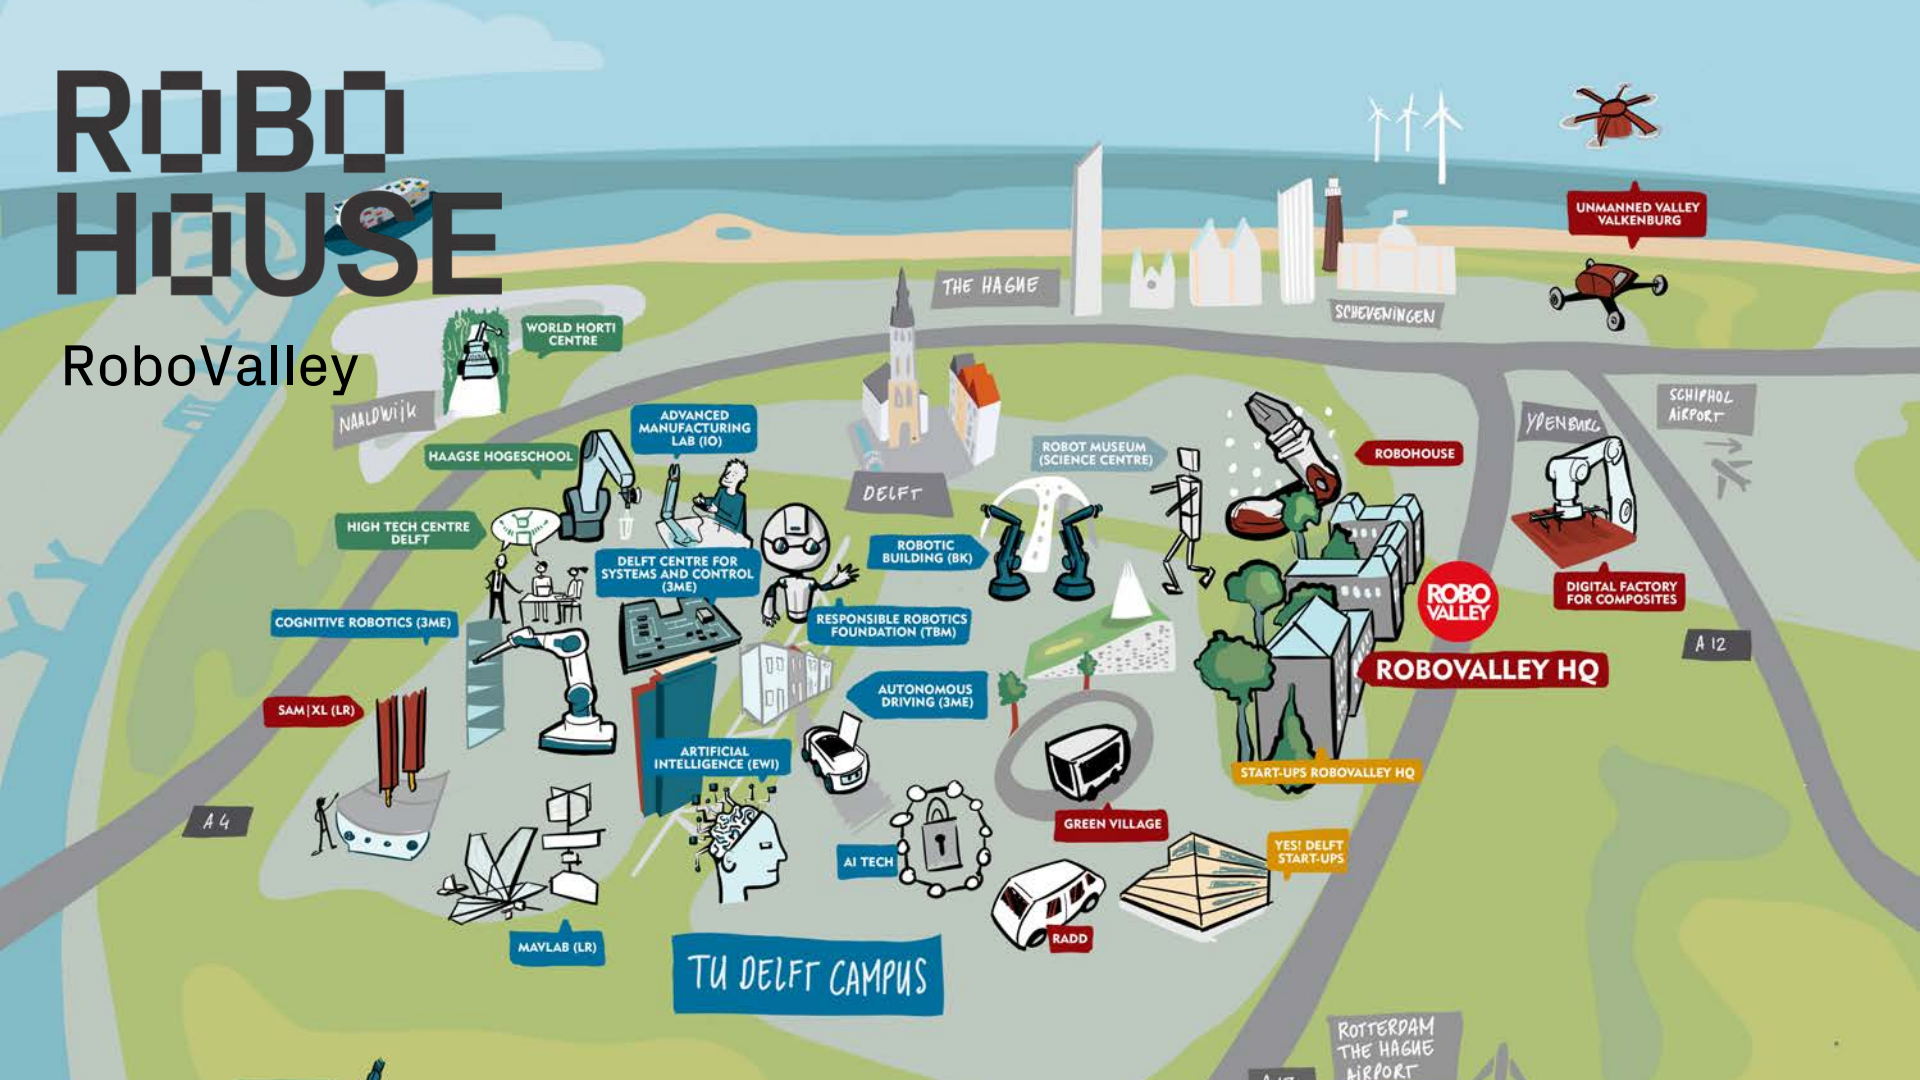 ROBO
HOUSE
RoboValley
UNMANNED VALLEY
VALKENBURG
THE HAGUE
SCHEVENINGEN
WORLD HORTI
CENTRE
NAALDWIJK
SCHIPHOL
AIRPORT
YPENBURG
ADVANCED
MANUFACTURING
LAB (IO)
HAAGSE HOGESCHOOL
ROBOT MUSEUM
(SCIENCE CENTRE)
ROBOHOUSE
DELFT
HIGH TECH CENTRE
DELFT
ROBOTIC
BUILDING (BK)
DELFT CENTRE FOR
SYSTEMS AND CONTROL
(3ME)
DIGITAL FACTORY
FOR COMPOSITES
ROBO
VALLEY
COGNITIVE ROBOTICS (3ME)
RESPONSIBLE ROBOTICS
FOUNDATION (TBM)
A 12
ROBOVALLEY HQ
AUTONOMOUS
DRIVING (3ME)
SAM|XL (LR)
ARTIFICIAL
INTELLIGENCE (EWI)
START-UPS ROBOVALLEY HQ
A 4
GREEN VILLAGE
YES! DELFT
START-UPS
AI TECH
RADD
MAVLAB (LR)
TU DELFT CAMPUS
ROTTERDAM
THE HAGUE
AIRPORT